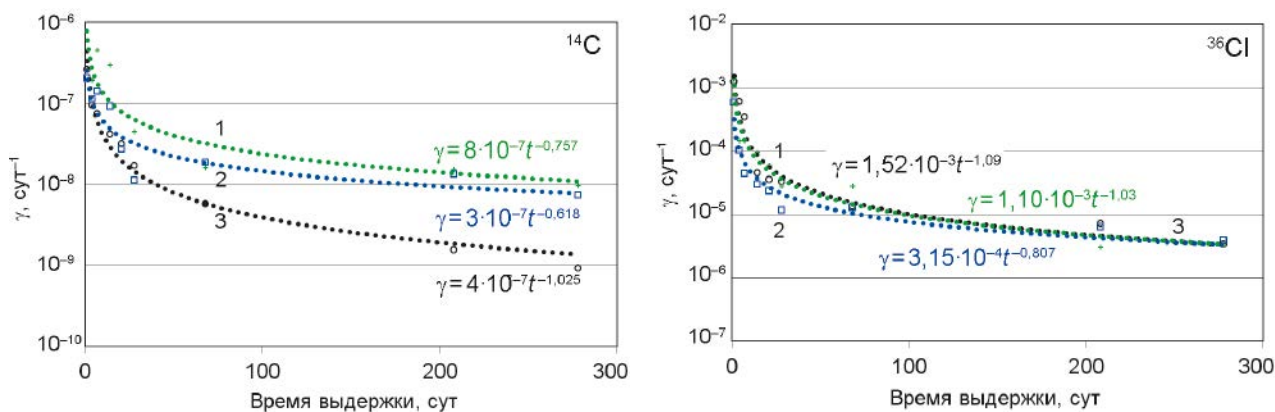 10⁻⁶
10⁻⁷
10⁻⁸
10⁻⁹
10⁻¹⁰
γ, сут⁻¹
¹⁴C
1
2
3
γ=8·10⁻⁷t⁻⁰,⁷⁵⁷
γ=3·10⁻⁷t⁻⁰,⁶¹⁸
γ=4·10⁻⁷t⁻¹,⁰²⁵
0 100 200 300
Время выдержки, сут
10⁻²
10⁻³
10⁻⁴
10⁻⁵
10⁻⁶
10⁻⁷
γ, сут⁻¹
³⁶Cl
1
2
3
γ=1,52·10⁻³t⁻¹,⁰⁹
γ=1,10·10⁻³t⁻¹,⁰³
γ=3,15·10⁻⁴t⁻⁰,⁸⁰⁷
0 100 200 300
Время выдержки, сут